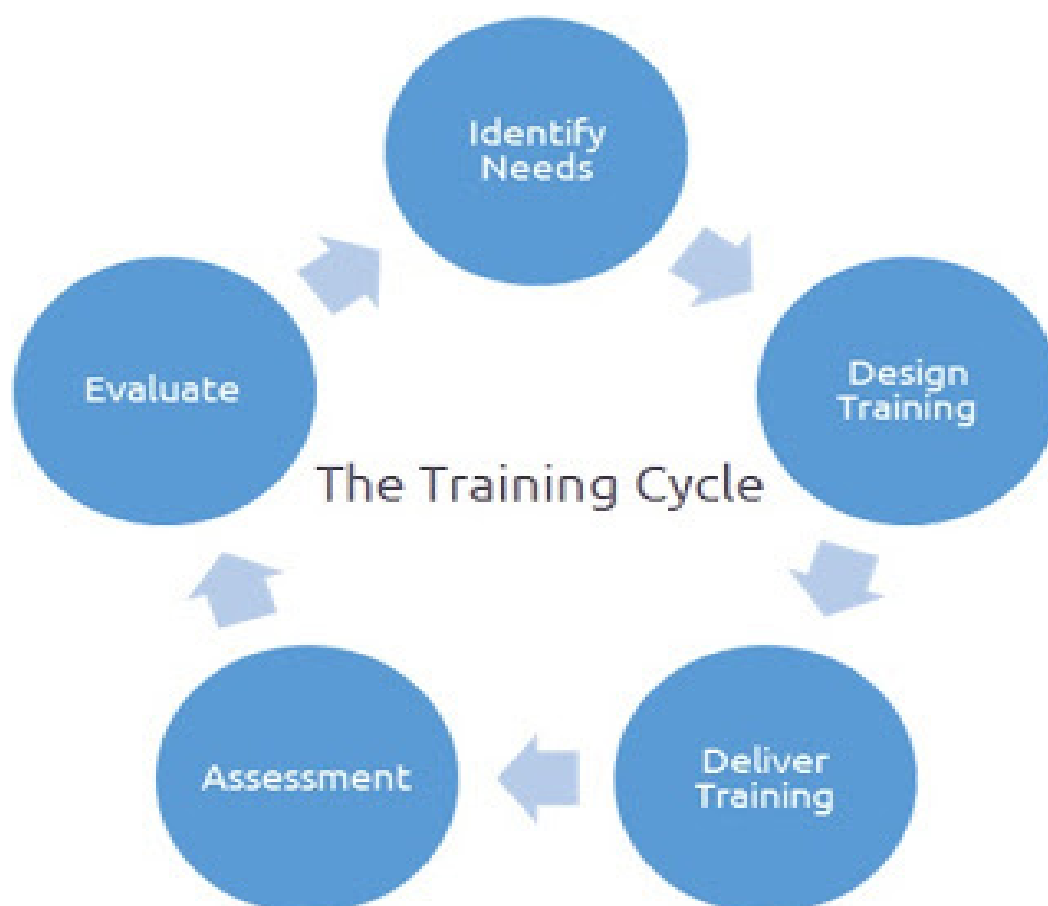 Identify
Needs
Design
Training
Deliver
Training
Assessment
Evaluate
The Training Cycle